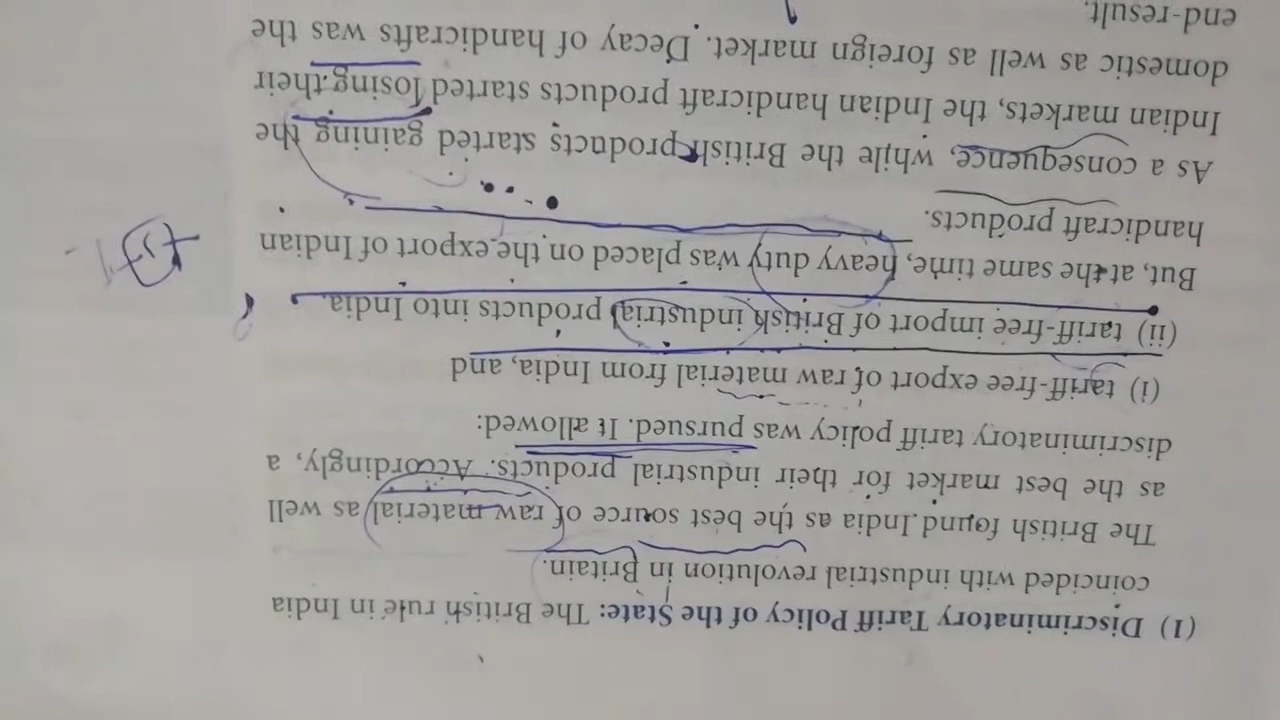 (1) Discriminatory Tariff Policy of the State: The British rule in India
coincided with industrial revolution in Britain.
The British found India as the best source of raw material as well
as the best market for their industrial products. Accordingly, a
discriminatory tariff policy was pursued. It allowed:
(i) tariff-free export of raw material from India, and
(ii) tariff-free import of British industrial products into India.
But, at the same time, heavy duty was placed on the export of Indian
handicraft products.
As a consequence, while the British products started gaining the
Indian markets, the Indian handicraft products started losing their
domestic as well as foreign market. Decay of handicrafts was the
end-result.